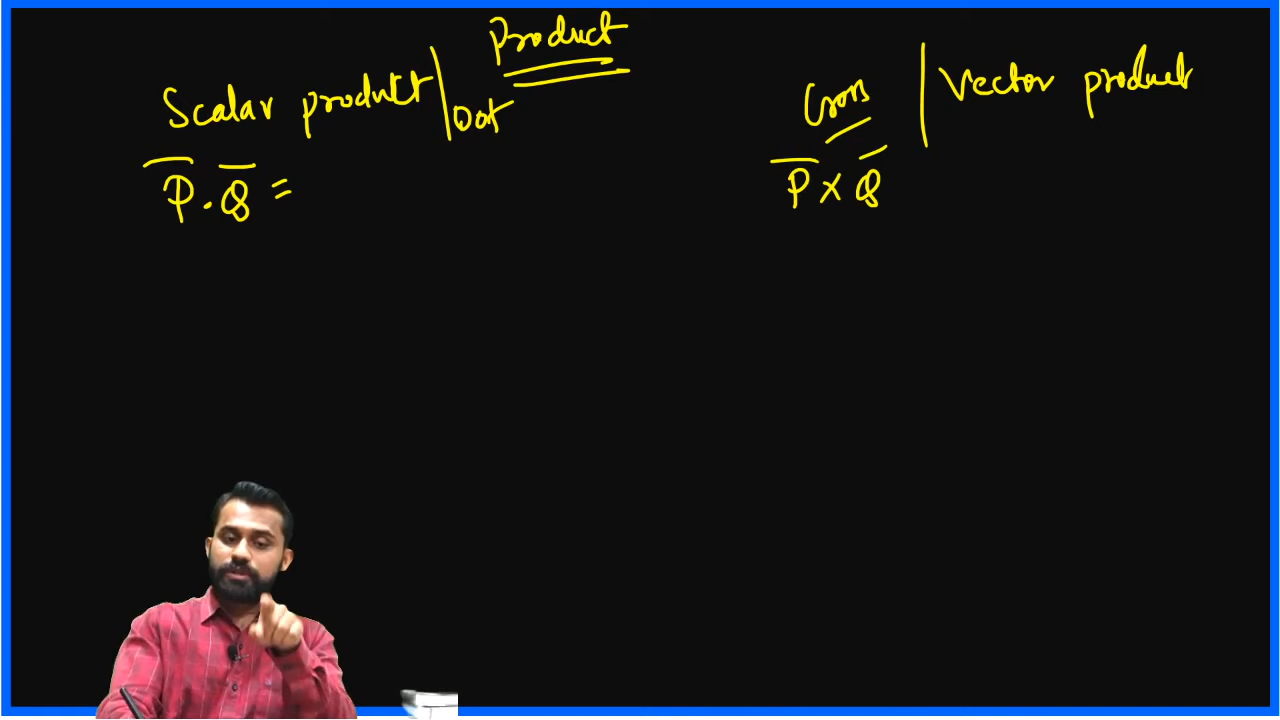 Product
Scalar product | Dot
P̅ . Q̅ =
Cross | Vector product
P̅ × Q̅